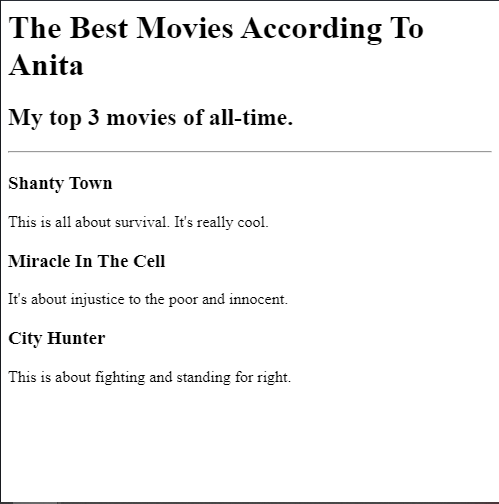 The Best Movies According To
Anita
My top 3 movies of all-time.
Shanty Town
This is all about survival. It's really cool.
Miracle In The Cell
It's about injustice to the poor and innocent.
City Hunter
This is about fighting and standing for right.